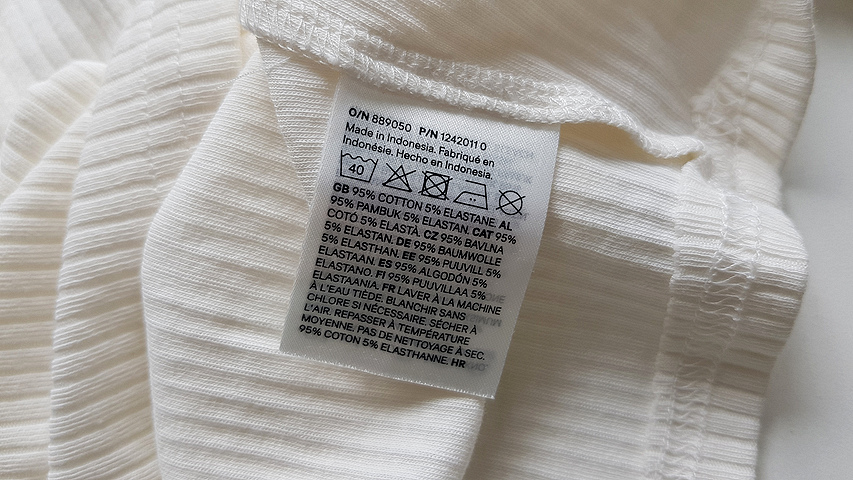 O/N 889050 P/N 1242011 0
Made in Indonesia. Fabriqué en
Indonésie. Hecho en Indonesia.
40
GB 95% COTTON 5% ELASTANE. AL
95% PAMBUK 5% ELASTAN. CAT 95%
COTÓ 5% ELASTÀ. CZ 95% BAVLNA
5% ELASTAN. DE 95% BAUMWOLLE
5% ELASTHAN. EE 95% PUUVILL 5%
ELASTAAN. ES 95% ALGODÓN 5%
ELASTANO. FI 95% PUUVILLAA 5%
ELASTAANIA. FR LAVER À LA MACHINE
À L'EAU TIÈDE. BLANCHIR SANS
CHLORE SI NÉCESSAIRE. SÉCHER À
L'AIR. REPASSER À TEMPÉRATURE
MOYENNE. PAS DE NETTOYAGE À SEC.
95% COTON 5% ELASTHANNE. HR